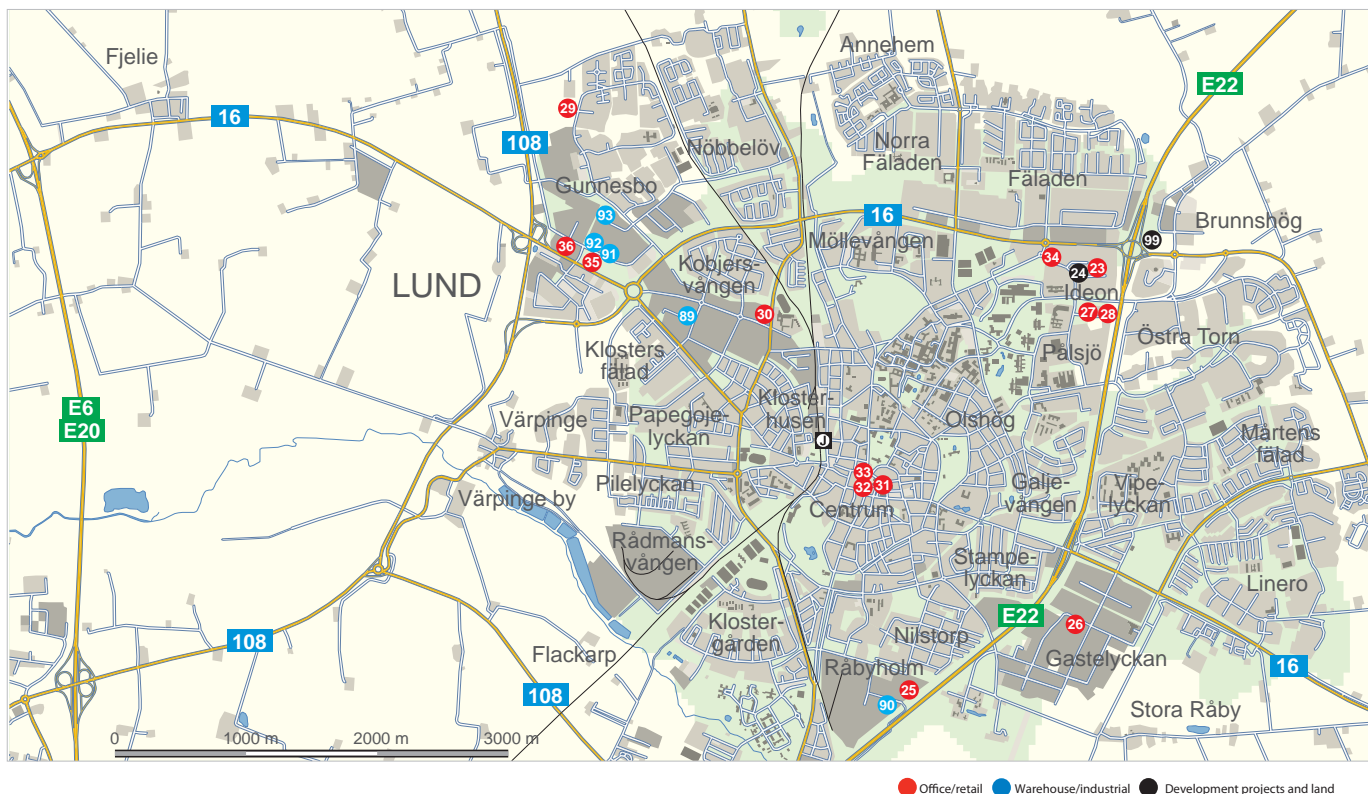 Annehem
Fjelie
E22
29
16
108
Norra
Fäladen
Nöbbelöv
Fäladen
Gunnesbo
93
16
Brunnshög
99
92
36
91
35
Möllevången
34
23
24
Kobjers-
vången
LUND
Ideon
89
30
27
28
Klosters
fälad
Pålsjö
Östra Torn
E6
E20
Kloster-
husen
Värpinge
Papegoje-
lyckan
Olshög
Mårtens
fälad
33
32
31
Pilelyckan
Värpinge by
Centrum
Galje-
vången
Vipe-
lyckan
Rådmans-
vången
Stampe-
lyckan
Linero
E22
26
Kloster-
gården
Nilstorp
108
Flackarp
Gastelyckan
Råbyholm
16
25
90
108
Stora Råby
0 1000 m 2000 m 3000 m
Office/retail Warehouse/industrial Development projects and land